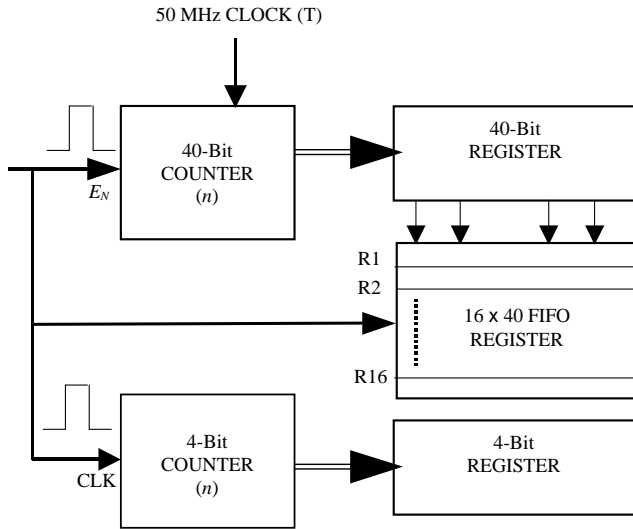 50 MHz CLOCK (T)
40-Bit
COUNTER
(n)
40-Bit
REGISTER
E_N
R1
R2
16 x 40 FIFO
REGISTER
R16
4-Bit
COUNTER
(n)
4-Bit
REGISTER
CLK